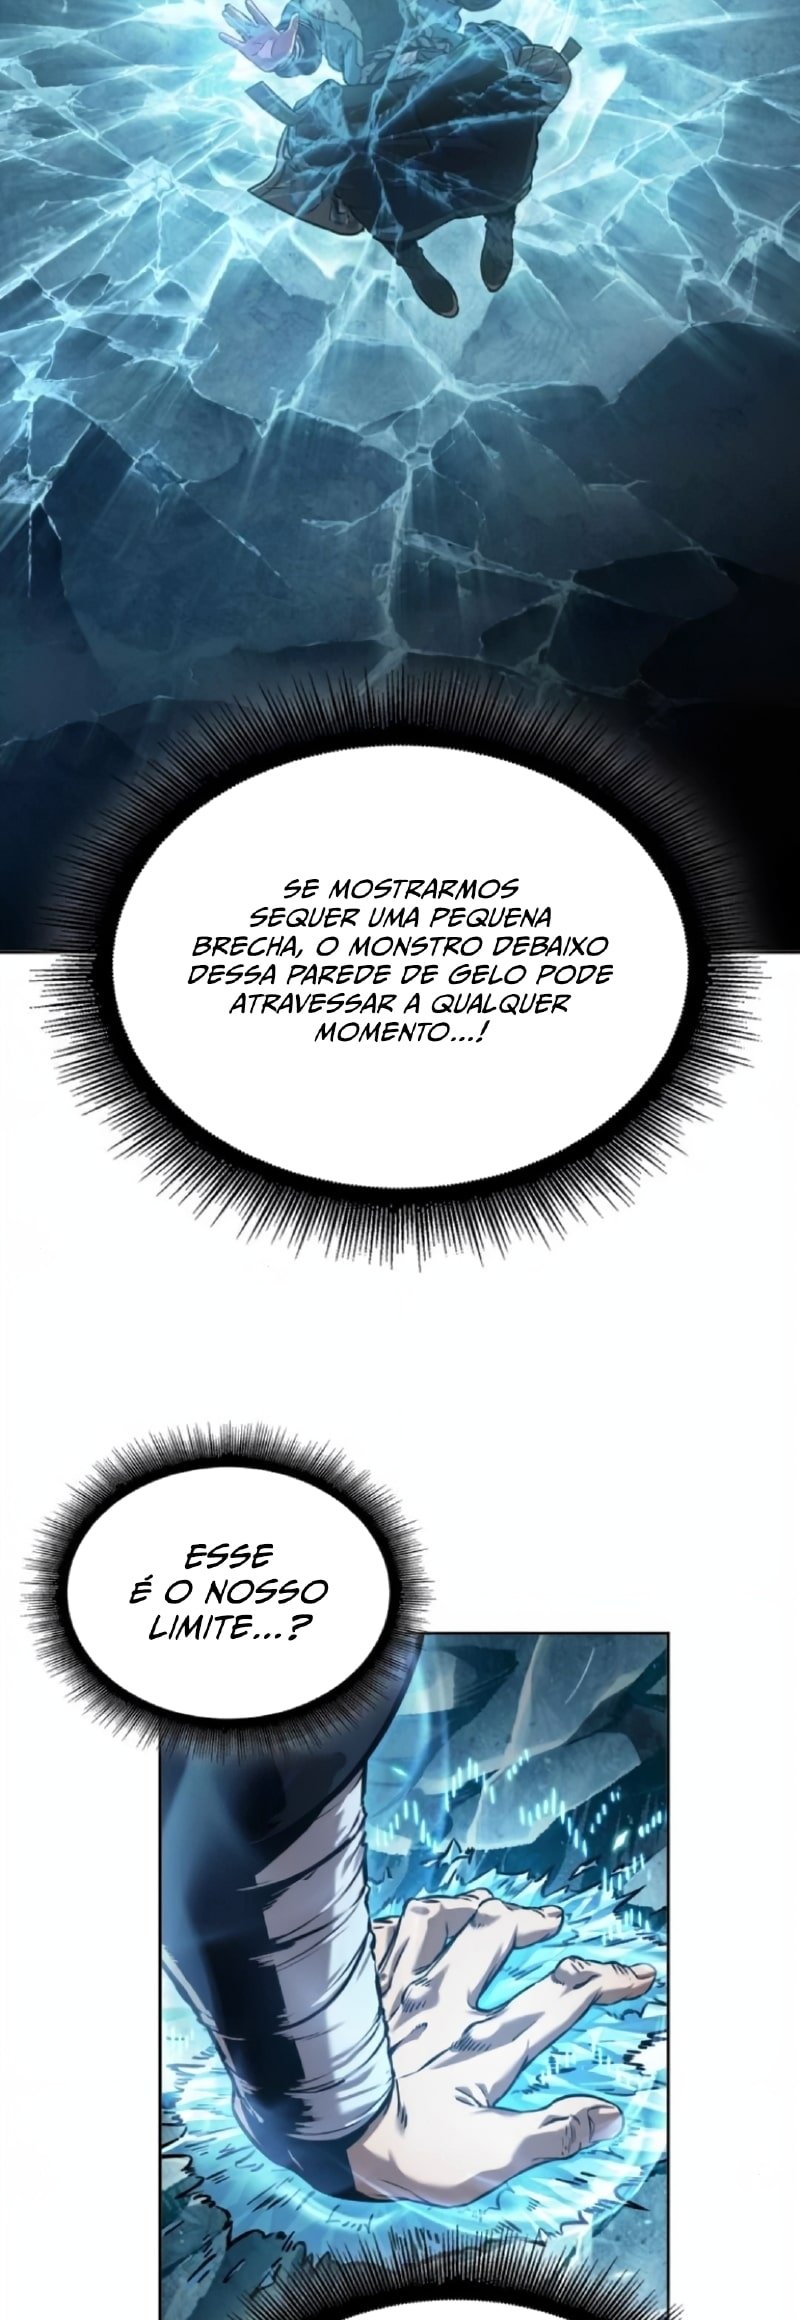 SE MOSTRARMOS
SEQUER UMA PEQUENA
BRECHA, O MONSTRO DEBAIXO
DESSA PAREDE DE GELO PODE
ATRAVESSAR A QUALQUER
MOMENTO...!
ESSE
É O NOSSO
LIMITE...?